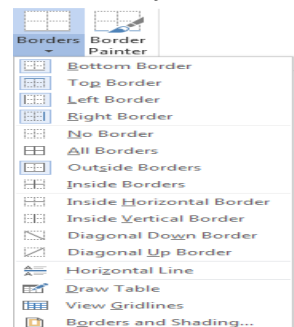 Borders Border
Painter
Bottom Border
Top Border
Left Border
Right Border
No Border
All Borders
Outside Borders
Inside Borders
Inside Horizontal Border
Inside Vertical Border
Diagonal Down Border
Diagonal Up Border
Horizontal Line
Draw Table
View Gridlines
Borders and Shading...